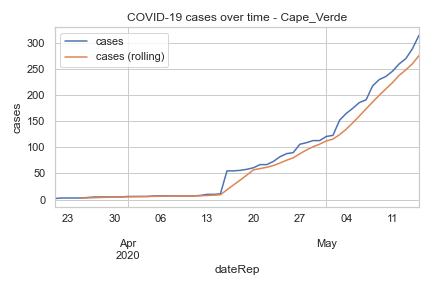 COVID-19 cases over time - Cape_Verde
cases
cases (rolling)
300
250
200
150
100
50
0
cases
23 30 06 13 20 27 04 11
Apr May
2020
dateRep